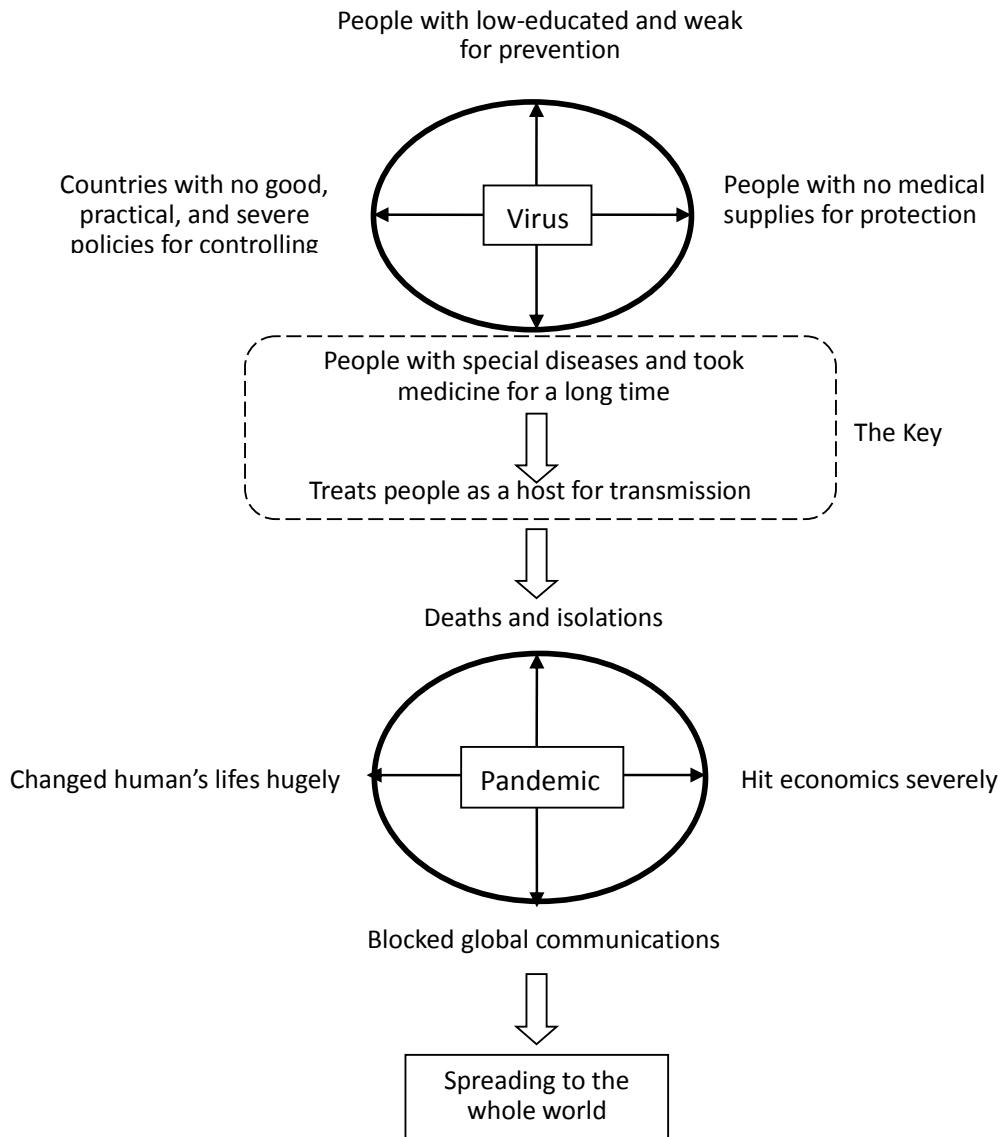 People with low-educated and weak
for prevention
Countries with no good,
practical, and severe
policies for controlling
Virus
People with no medical
supplies for protection
People with special diseases and took
medicine for a long time
The Key
Treats people as a host for transmission
Deaths and isolations
Changed human's lifes hugely
Pandemic
Hit economics severely
Blocked global communications
Spreading to the
whole world